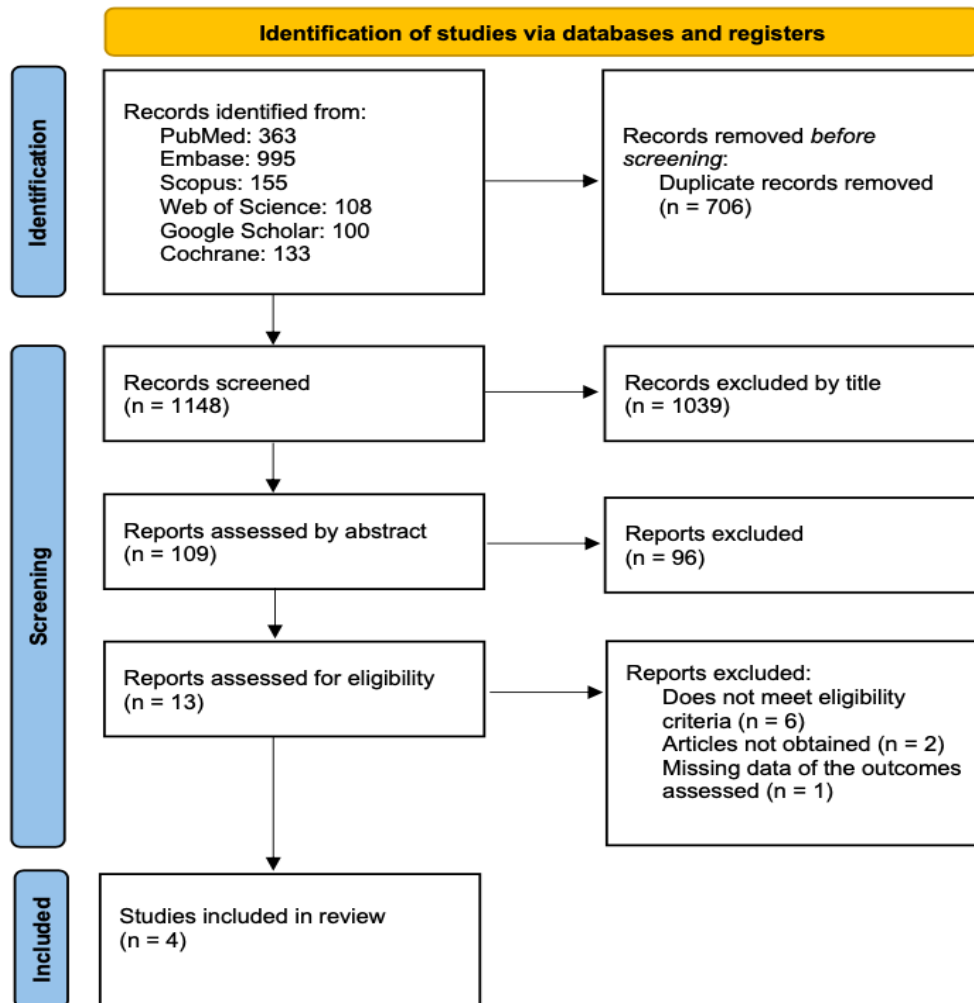 Identification of studies via databases and registers
Identification
Records identified from:
PubMed: 363
Embase: 995
Scopus: 155
Web of Science: 108
Google Scholar: 100
Cochrane: 133
Records removed before
screening:
Duplicate records removed
(n = 706)
Screening
Records screened
(n = 1148)
Records excluded by title
(n = 1039)
Reports assessed by abstract
(n = 109)
Reports excluded
(n = 96)
Reports assessed for eligibility
(n = 13)
Reports excluded:
Does not meet eligibility
criteria (n = 6)
Articles not obtained (n = 2)
Missing data of the outcomes
assessed (n = 1)
Included
Studies included in review
(n = 4)